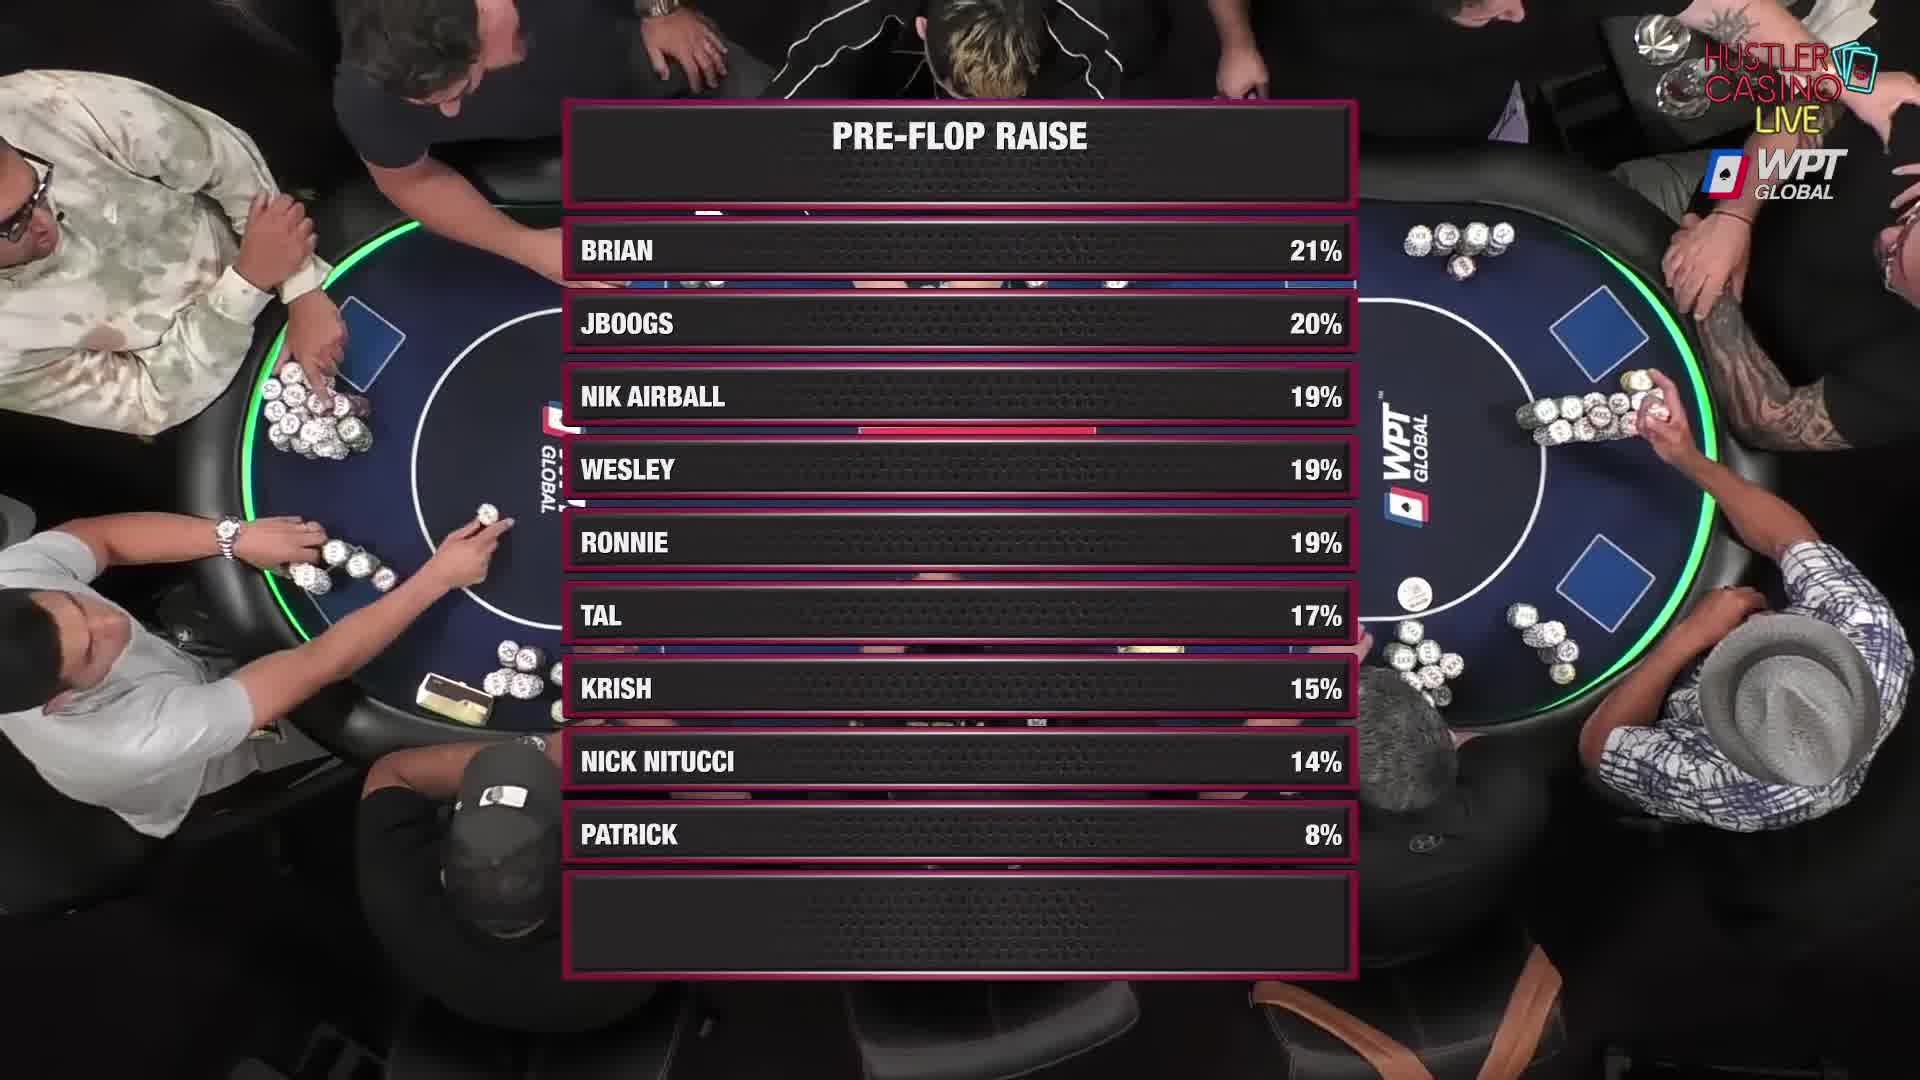 HUSTLER
CASINO
LIVE
WPT
GLOBAL
PRE-FLOP RAISE
BRIAN 21%
JBOOGS 20%
NIK AIRBALL 19%
WESLEY 19%
RONNIE 19%
TAL 17%
KRISH 15%
NICK NITUCCI 14%
PATRICK 8%
GLOBAL
WPT
GLOBAL